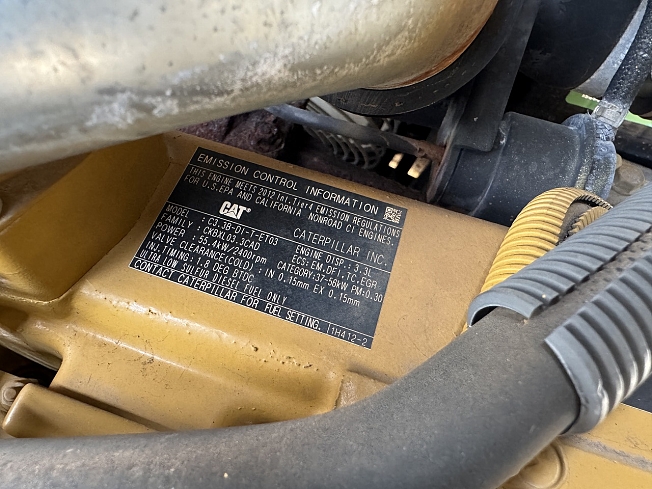 EMISSION CONTROL INFORMATION
THIS ENGINE MEETS 2012 Int.Tier4 EMISSION REGULATIONS
FOR U.S.EPA AND CALIFORNIA NONROAD CI ENGINES.
CAT CATERPILLAR INC.
MODEL : C3.3B-DI-T-ET03 ENGINE DISP.: 3.3L
FAMILY : CKBXL03.3CAD ECS: EM,DFI,TC,EGR
POWER : 55.4kW/2400rpm CATEGORY:37-56kW PM:0.30
VALVE CLEARANCE(COLD) : IN 0.15mm EX 0.15mm
INJ.TIMING: 1.8 DEG BTDC
ULTRA LOW SULFUR DIESEL FUEL ONLY
CONTACT CATERPILLAR FOR FUEL SETTING. 1H412-2